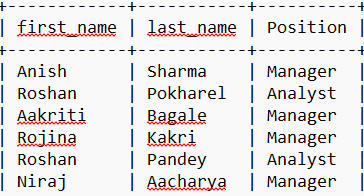 +------------+-----------+----------
| first_name | last_name | Position |
+------------+-----------+----------
| Anish | Sharma | Manager |
| Roshan | Pokharel | Analyst |
| Aakriti | Bagale | Manager |
| Rojina | Kakri | Manager |
| Roshan | Pandey | Analyst |
| Niraj | Aacharya | Manager |